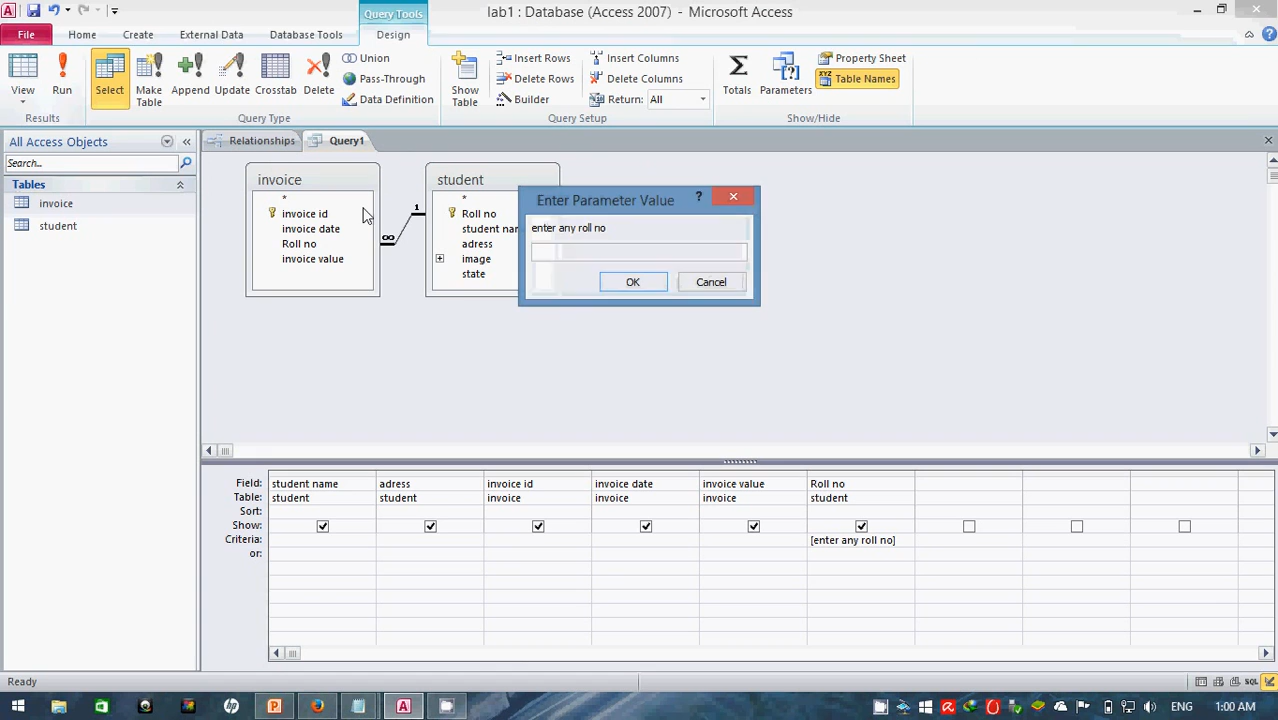 Query Tools
lab1 : Database (Access 2007) - Microsoft Access
File Home Create External Data Database Tools Design
View Run Select Make Table Append Update Crosstab Delete
Union
Pass-Through
Data Definition
Show Table
Insert Rows
Delete Rows
Builder
Insert Columns
Delete Columns
Return: All
Totals Parameters
Property Sheet
XYZ Table Names
Results Query Type Query Setup Show/Hide
All Access Objects
Search...
Tables
invoice
student
Relationships Query1
invoice
*
invoice id
invoice date
Roll no
invoice value
∞ 1
student
*
Roll no
student nam
adress
image
state
Enter Parameter Value ?
enter any roll no
OK Cancel
Field: student name adress invoice id invoice date invoice value Roll no
Table: student student invoice invoice invoice student
Sort:
Show:
Criteria: [enter any roll no]
or:
Ready
SQL
ENG 1:00 AM